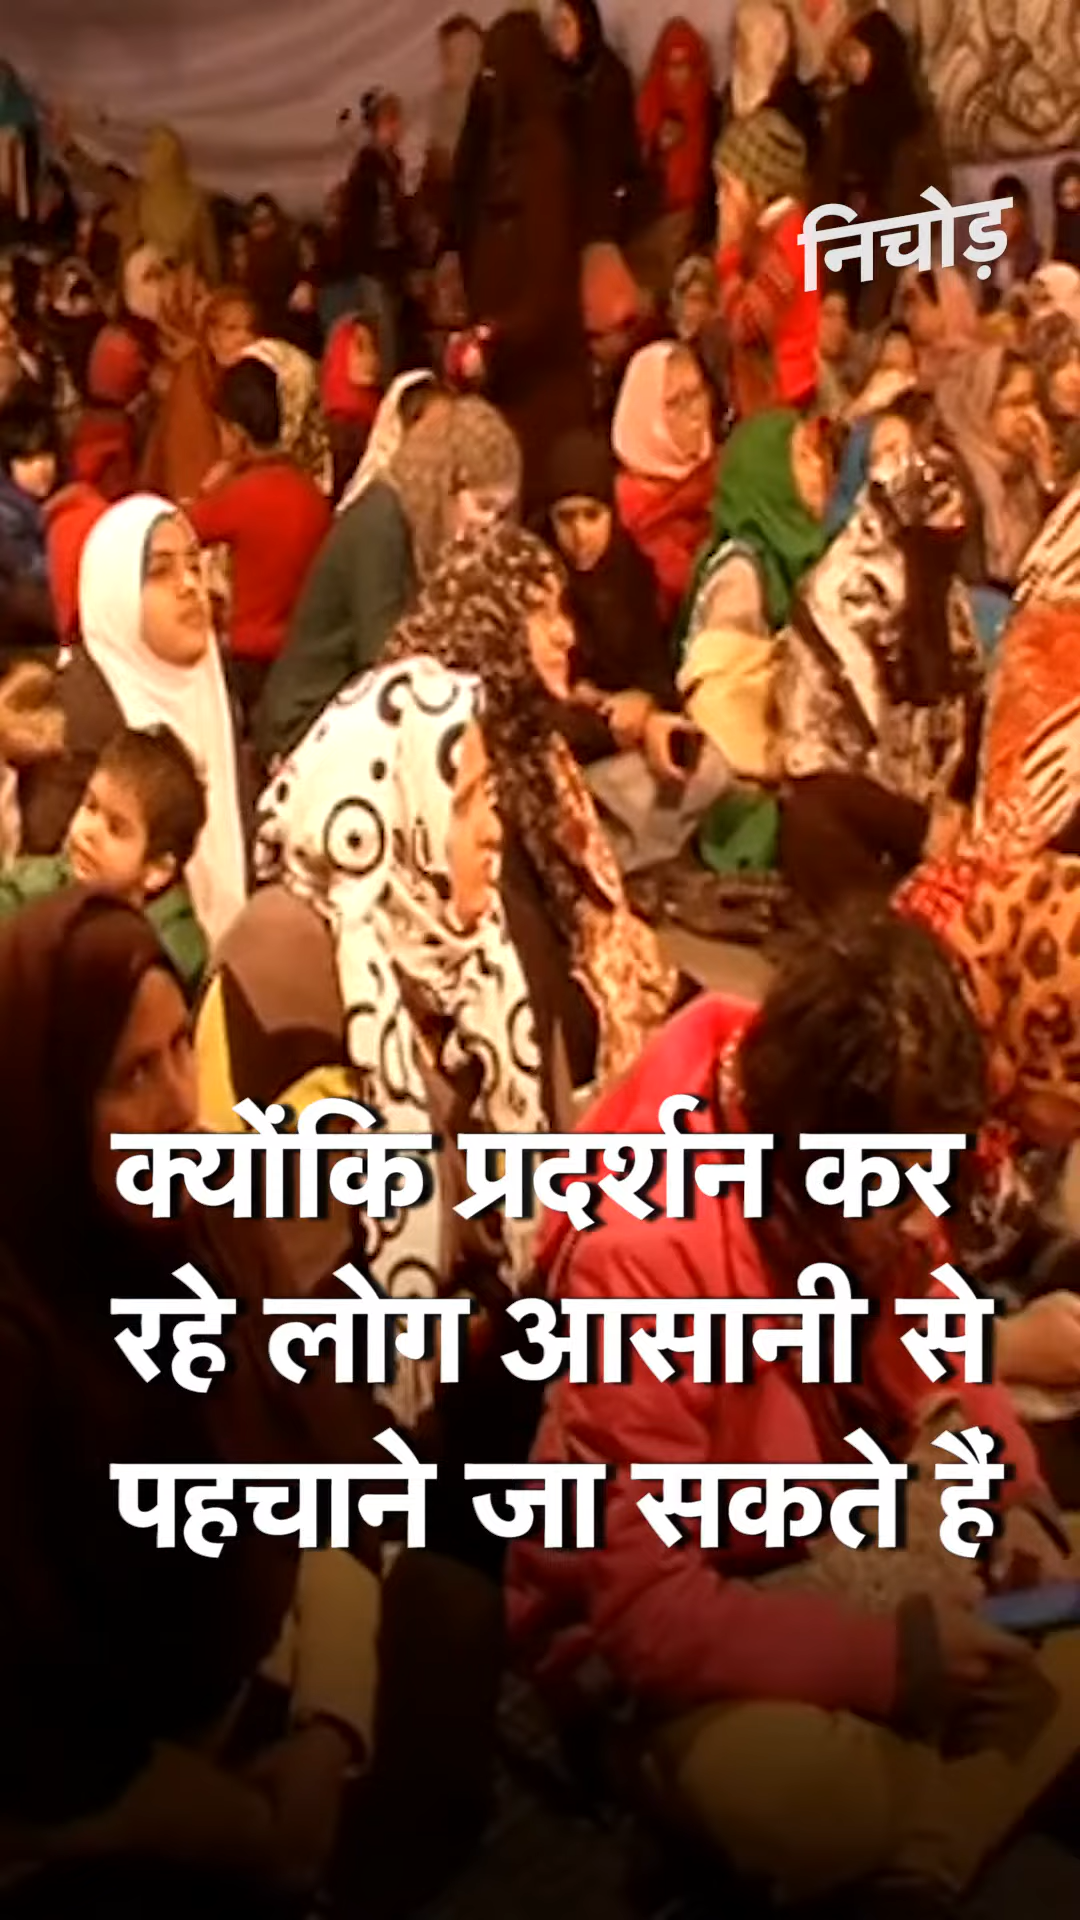 निचोड़
क्योंकि प्रदर्शन कर
रहे लोग आसानी से
पहचाने जा सकते हैं